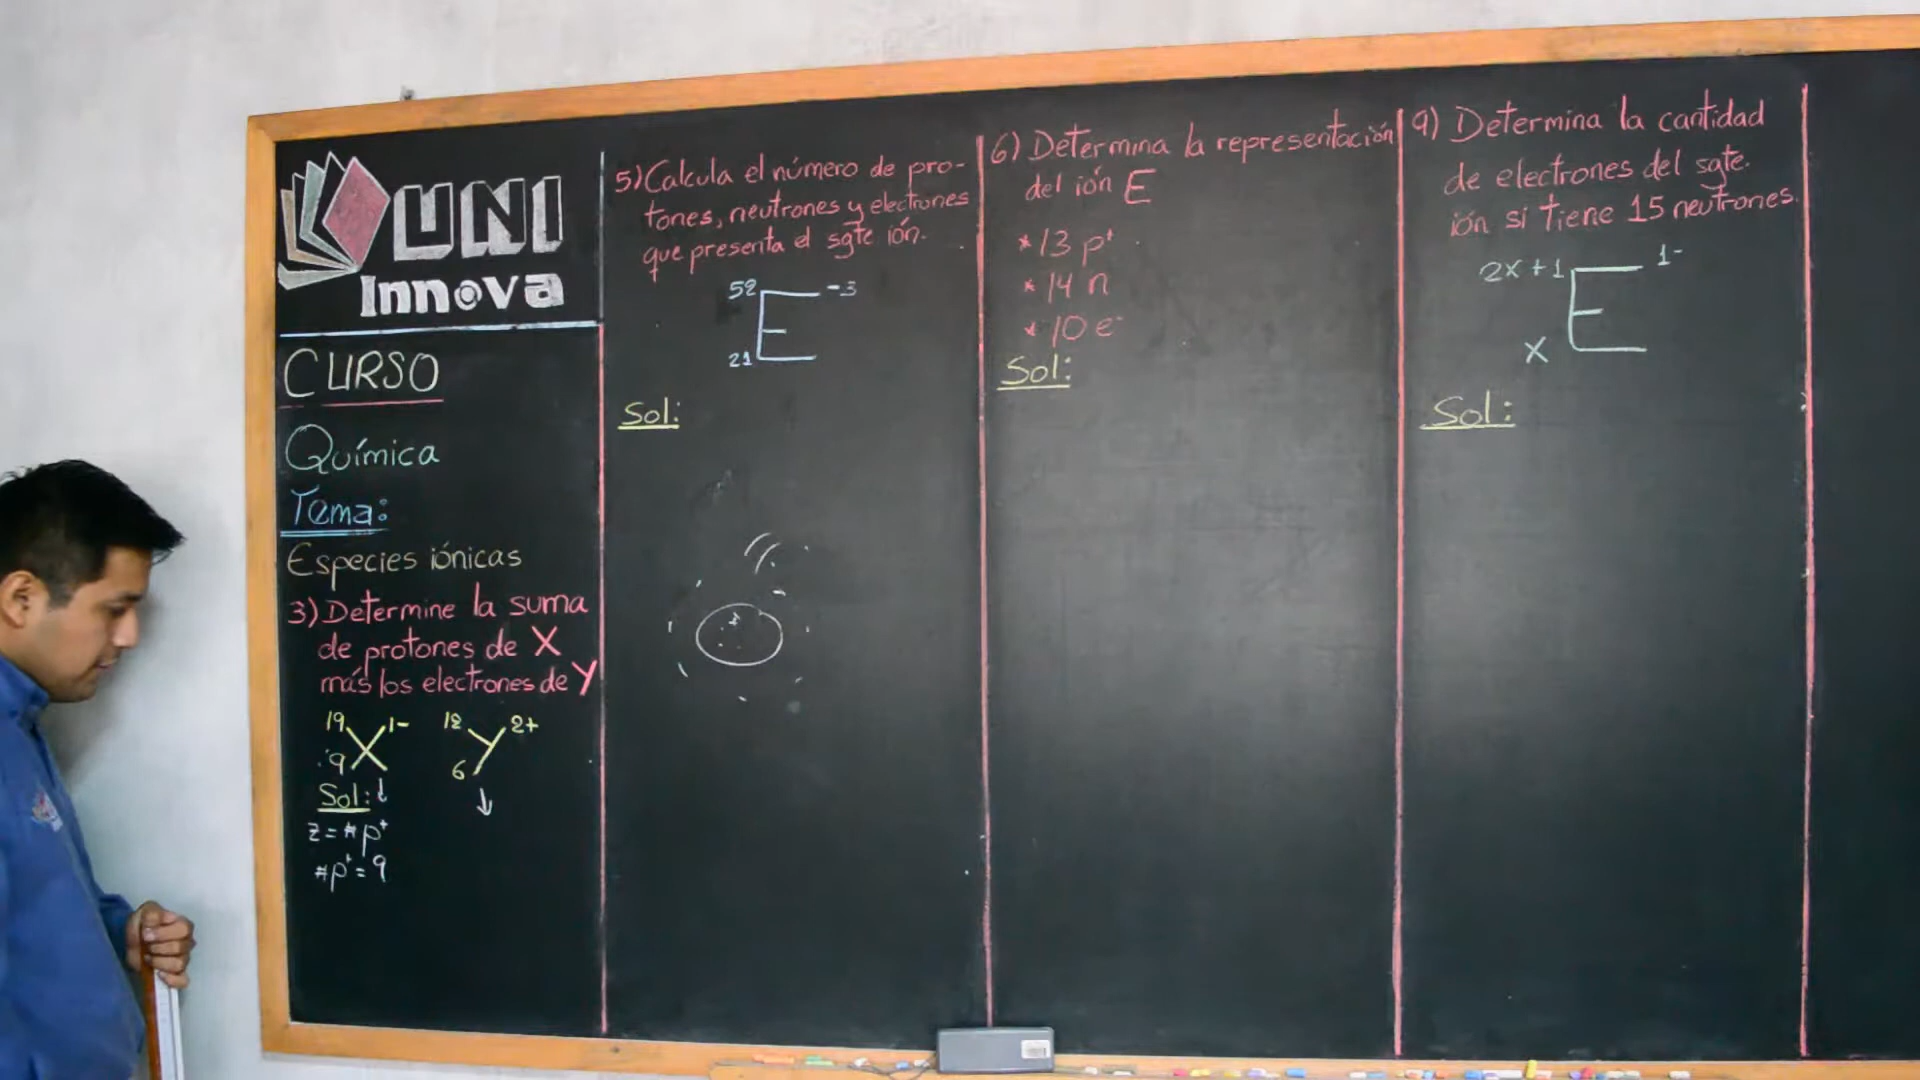 UNI
Innova
CURSO
Química
Tema:
Especies iónicas
3) Determine la suma
de protones de X
más los electrones de Y
19 X 1-
9
12 Y 2+
6
Sol: ↓
↓
z = # p⁺
# p⁺ = 9
5) Calcula el número de pro-
tones, neutrones y electrones
que presenta el sgte ión.
52 E -3
21
Sol:
6) Determina la representación
del ión E
* 13 p⁺
* 14 n
* 10 e⁻
Sol:
9) Determina la cantidad
de electrones del sgte.
ión si tiene 15 neutrones.
2x + 1 E 1-
x
Sol: